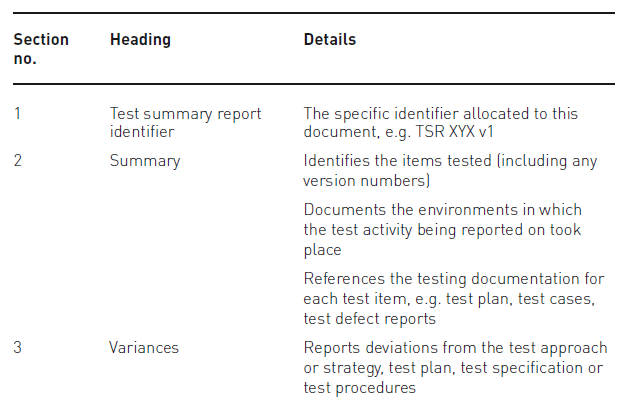 Section no. Heading Details
1 Test summary report identifier The specific identifier allocated to this document, e.g. TSR XYX v1
2 Summary Identifies the items tested (including any version numbers)
Documents the environments in which the test activity being reported on took place
References the testing documentation for each test item, e.g. test plan, test cases, test defect reports
3 Variances Reports deviations from the test approach or strategy, test plan, test specification or test procedures